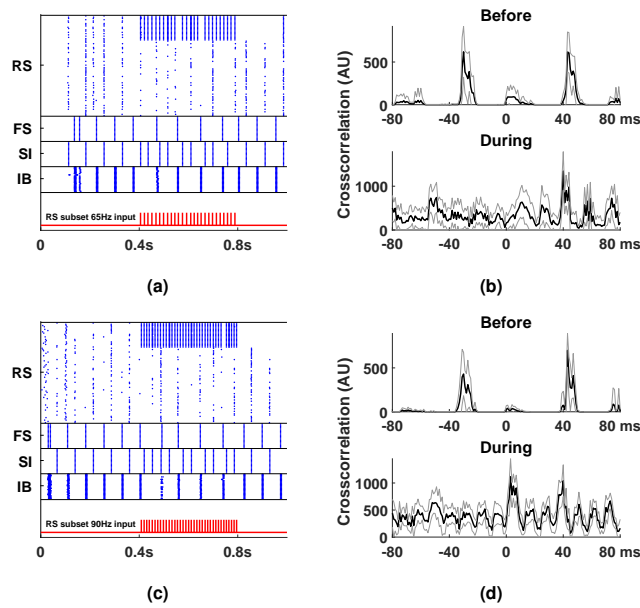 RS
FS
SI
IB
RS subset 65Hz input
0 0.4s 0.8s
(a)
Before
500
0
-80 -40 0 40 80 ms
During
1000
0
-80 -40 0 40 80 ms
Crosscorrelation (AU)
(b)
RS
FS
SI
IB
RS subset 90Hz input
0 0.4s 0.8s
(c)
Before
500
0
-80 -40 0 40 80 ms
During
1000
500
0
-80 -40 0 40 80 ms
Crosscorrelation (AU)
(d)